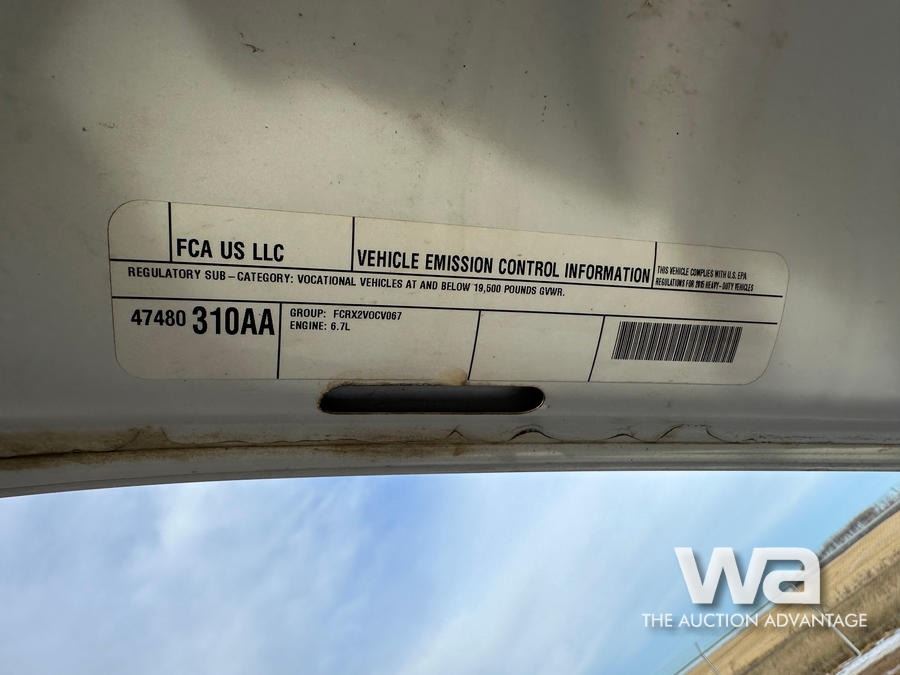 FCA US LLC
VEHICLE EMISSION CONTROL INFORMATION
THIS VEHICLE COMPLIES WITH U.S. EPA
REGULATIONS FOR 2015 HEAVY-DUTY VEHICLES
REGULATORY SUB-CATEGORY: VOCATIONAL VEHICLES AT AND BELOW 19,500 POUNDS GVWR.
47480 310AA
GROUP: FCRX2VOCV067
ENGINE: 6.7L
wa
THE AUCTION ADVANTAGE